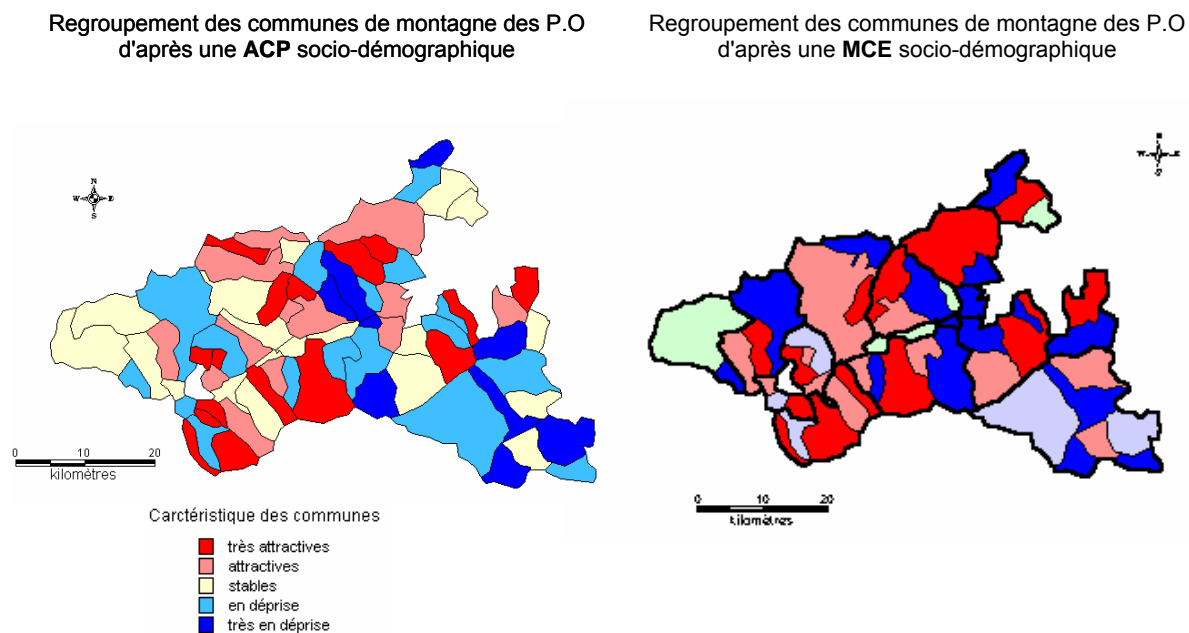 Regroupement des communes de montagne des P.O
d'après une ACP socio-démographique
Regroupement des communes de montagne des P.O
d'après une MCE socio-démographique
N
W E
S
N
W E
S
0 10 20
kilomètres
0 10 20
kilomètres
Carctéristique des communes
très attractives
attractives
stables
en déprise
très en déprise